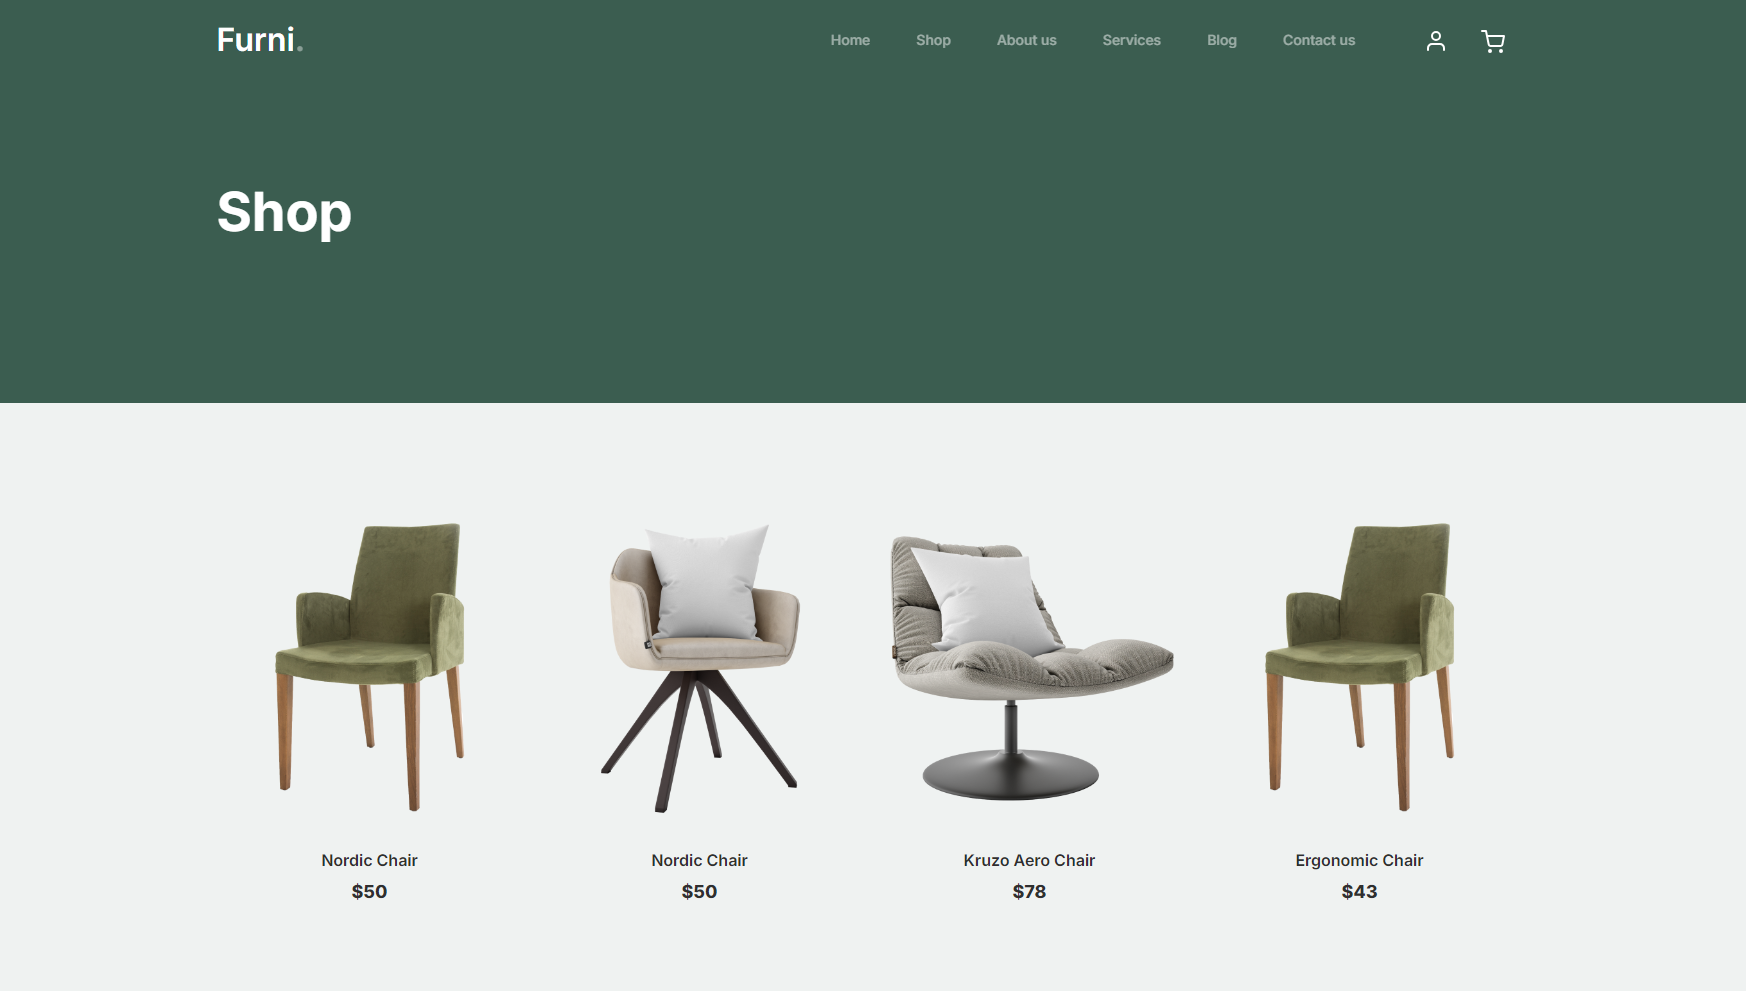 Furni.
Home Shop About us Services Blog Contact us
Shop
Nordic Chair
$50
Nordic Chair
$50
Kruzo Aero Chair
$78
Ergonomic Chair
$43